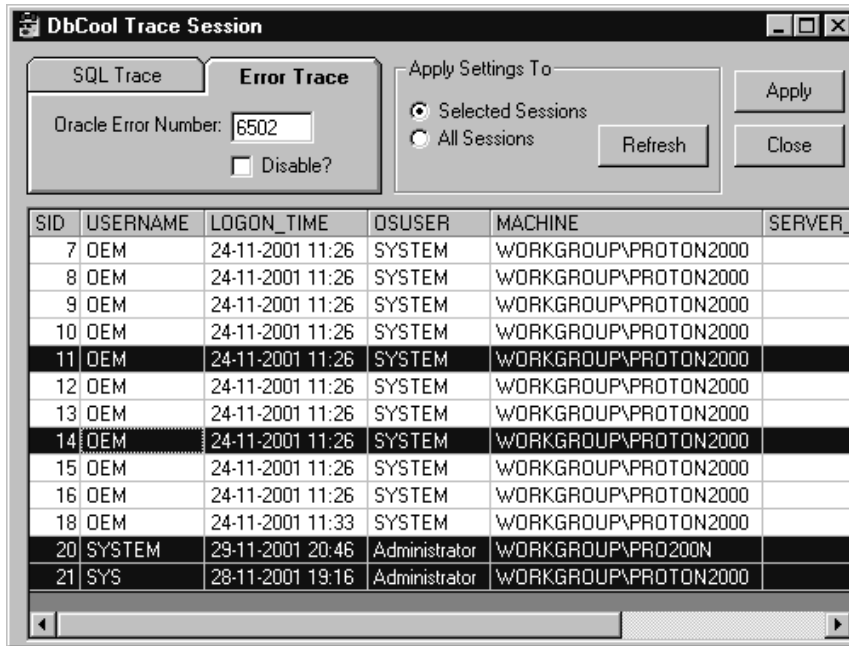 DbCool Trace Session
SQL Trace
Error Trace
Oracle Error Number: 6502
Disable?
Apply Settings To
Selected Sessions
All Sessions
Refresh
Apply
Close
SID USERNAME LOGON_TIME OSUSER MACHINE SERVER_
7 OEM 24-11-2001 11:26 SYSTEM WORKGROUP\PROTON2000
8 OEM 24-11-2001 11:26 SYSTEM WORKGROUP\PROTON2000
9 OEM 24-11-2001 11:26 SYSTEM WORKGROUP\PROTON2000
10 OEM 24-11-2001 11:26 SYSTEM WORKGROUP\PROTON2000
11 OEM 24-11-2001 11:26 SYSTEM WORKGROUP\PROTON2000
12 OEM 24-11-2001 11:26 SYSTEM WORKGROUP\PROTON2000
13 OEM 24-11-2001 11:26 SYSTEM WORKGROUP\PROTON2000
14 OEM 24-11-2001 11:26 SYSTEM WORKGROUP\PROTON2000
15 OEM 24-11-2001 11:26 SYSTEM WORKGROUP\PROTON2000
16 OEM 24-11-2001 11:26 SYSTEM WORKGROUP\PROTON2000
18 OEM 24-11-2001 11:33 SYSTEM WORKGROUP\PROTON2000
20 SYSTEM 29-11-2001 20:46 Administrator WORKGROUP\PRO200N
21 SYS 28-11-2001 19:16 Administrator WORKGROUP\PROTON2000